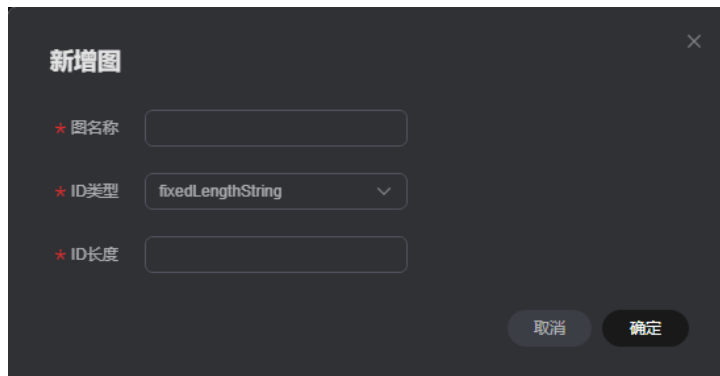 新增图
* 图名称
* ID类型 fixedLengthString
* ID长度
取消 确定